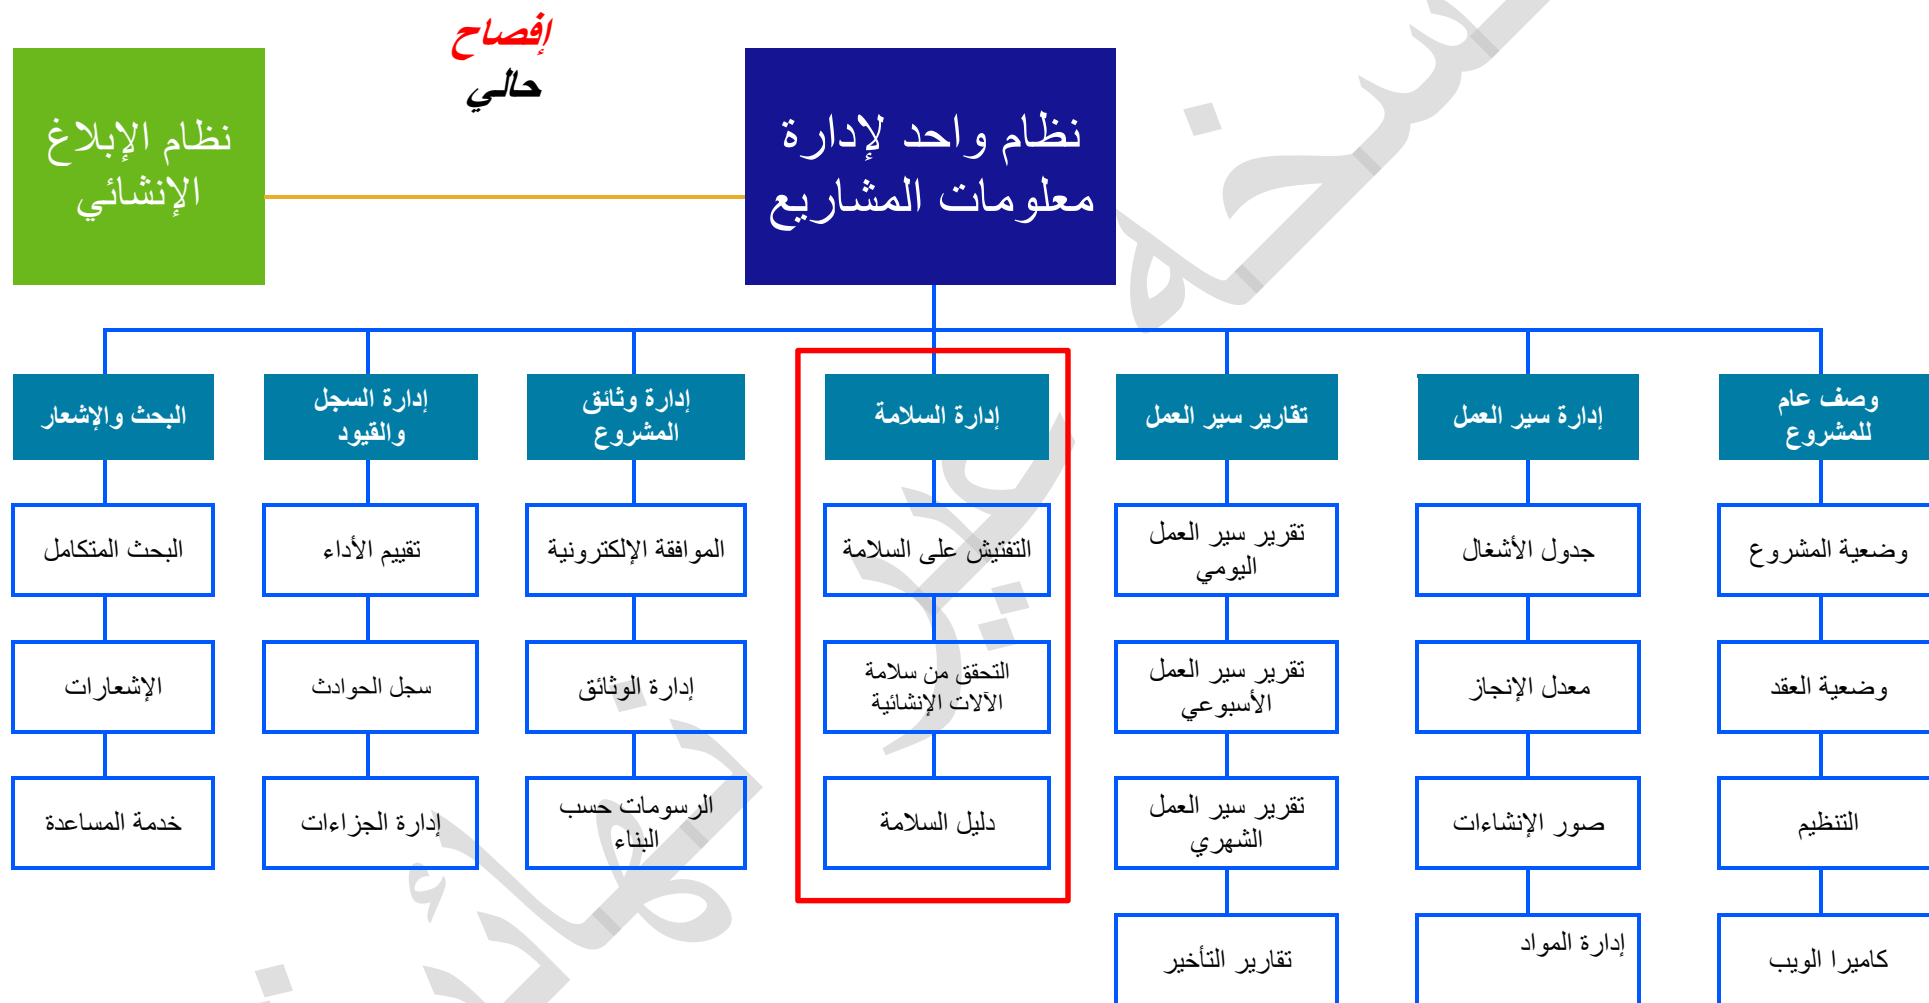 إفصاح
حالي
نظام واحد لإدارة
معلومات المشاريع
نظام الإبلاغ
الإنشائي
وصف عام
للمشروع
إدارة سير العمل
تقارير سير العمل
إدارة السلامة
إدارة وثائق
المشروع
إدارة السجل
والقيود
البحث والإشعار
وضعية المشروع
جدول الأشغال
تقرير سير العمل
اليومي
التفتيش على السلامة
الموافقة الإلكترونية
تقييم الأداء
البحث المتكامل
وضعية العقد
معدل الإنجاز
تقرير سير العمل
الأسبوعي
التحقق من سلامة
الآلات الإنشائية
إدارة الوثائق
سجل الحوادث
الإشعارات
التنظيم
صور الإنشاءات
تقرير سير العمل
الشهري
دليل السلامة
الرسومات حسب
البناء
إدارة الجزاءات
خدمة المساعدة
كاميرا الويب
إدارة المواد
تقارير التأخير